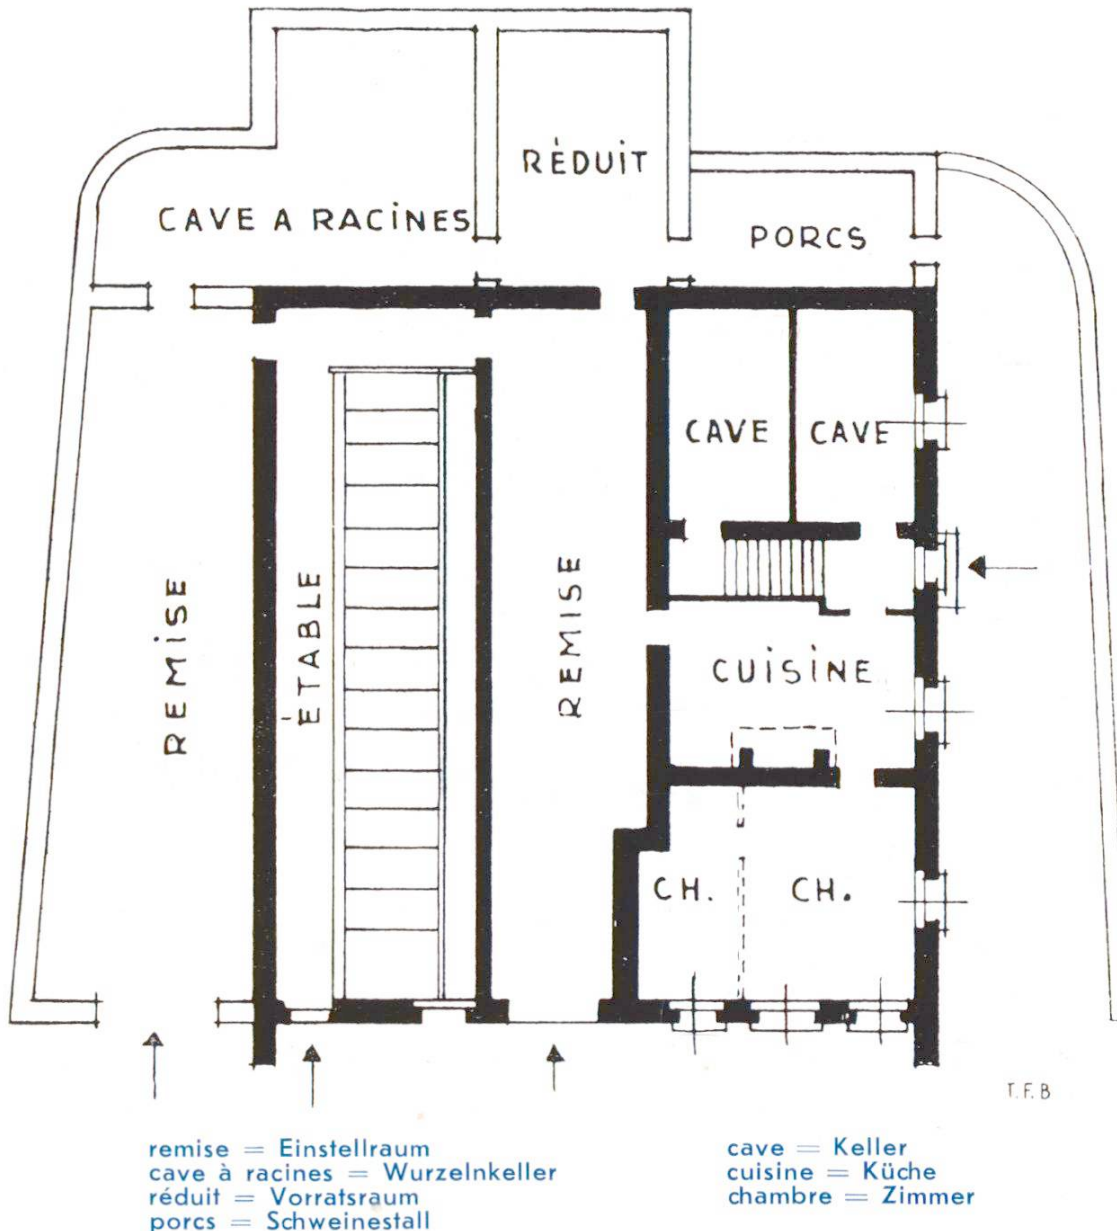 RÉDUIT
CAVE A RACINES
PORCS
CAVE
CAVE
REMISE
ÉTABLE
REMISE
CUISINE
CH.
CH.
T.F.B
remise = Einstellraum
cave à racines = Wurzelnkeller
réduit = Vorratsraum
porcs = Schweinestall
cave = Keller
cuisine = Küche
chambre = Zimmer